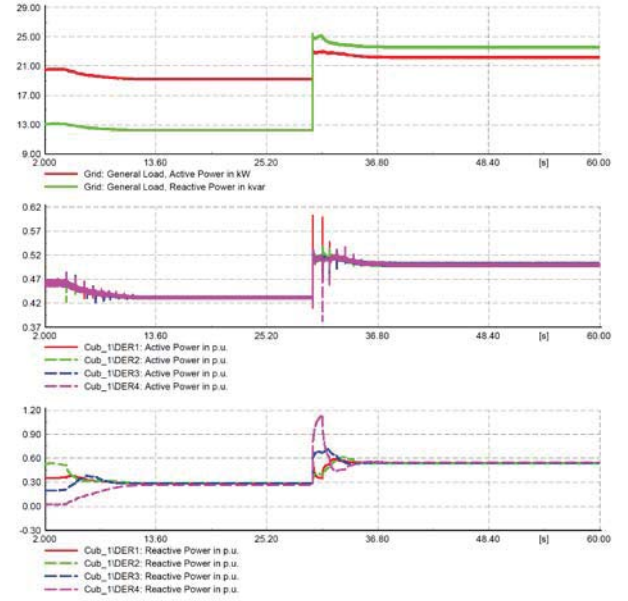 29.00
25.00
21.00
17.00
13.00
9.00
2.000 13.60 25.20 36.80 48.40 [s] 60.00
Grid: General Load, Active Power in kW
Grid: General Load, Reactive Power in kvar
0.62
0.57
0.52
0.47
0.42
0.37
2.000 13.60 25.20 36.80 48.40 [s] 60.00
Cub_1\DER1: Active Power in p.u.
Cub_1\DER2: Active Power in p.u.
Cub_1\DER3: Active Power in p.u.
Cub_1\DER4: Active Power in p.u.
1.20
0.90
0.60
0.30
0.00
-0.30
2.000 13.60 25.20 36.80 48.40 [s] 60.00
Cub_1\DER1: Reactive Power in p.u.
Cub_1\DER2: Reactive Power in p.u.
Cub_1\DER3: Reactive Power in p.u.
Cub_1\DER4: Reactive Power in p.u.